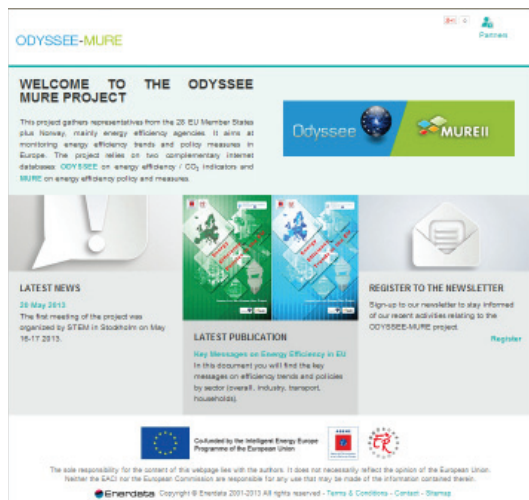 Partners
ODYSSEE-MURE
WELCOME TO THE ODYSSEE
MURE PROJECT
This project gathers representatives from the 28 EU Member States
plus Norway, mainly energy efficiency agencies. It aims at
monitoring energy efficiency trends and policy measures in
Europe. The project relies on two complementary internet
databases: ODYSSEE on energy efficiency / CO₂ indicators and
MURE on energy efficiency policy and measures.
Odyssee
MUREII
LATEST NEWS
20 May 2013
The first meeting of the project was
organized by STEM in Stockholm on May
16-17 2013.
LATEST PUBLICATION
Key Messages on Energy Efficiency in EU
In this document you will find the key
messages on efficiency trends and policies
by sector (overall, industry, transport,
households).
REGISTER TO THE NEWSLETTER
Sign-up to our newsletter to stay informed
of our recent activities relating to the
ODYSSEE-MURE project.
Register
Co-funded by the Intelligent Energy Europe
Programme of the European Union
The sole responsibility for the content of this webpage lies with the authors. It does not necessarily reflect the opinion of the European Union.
Neither the EACI nor the European Commission are responsible for any use that may be made of the information contained therein.
Enerdata Copyright © Enerdata 2001-2013 All rights reserved - Terms & Conditions - Contact - Sitemap